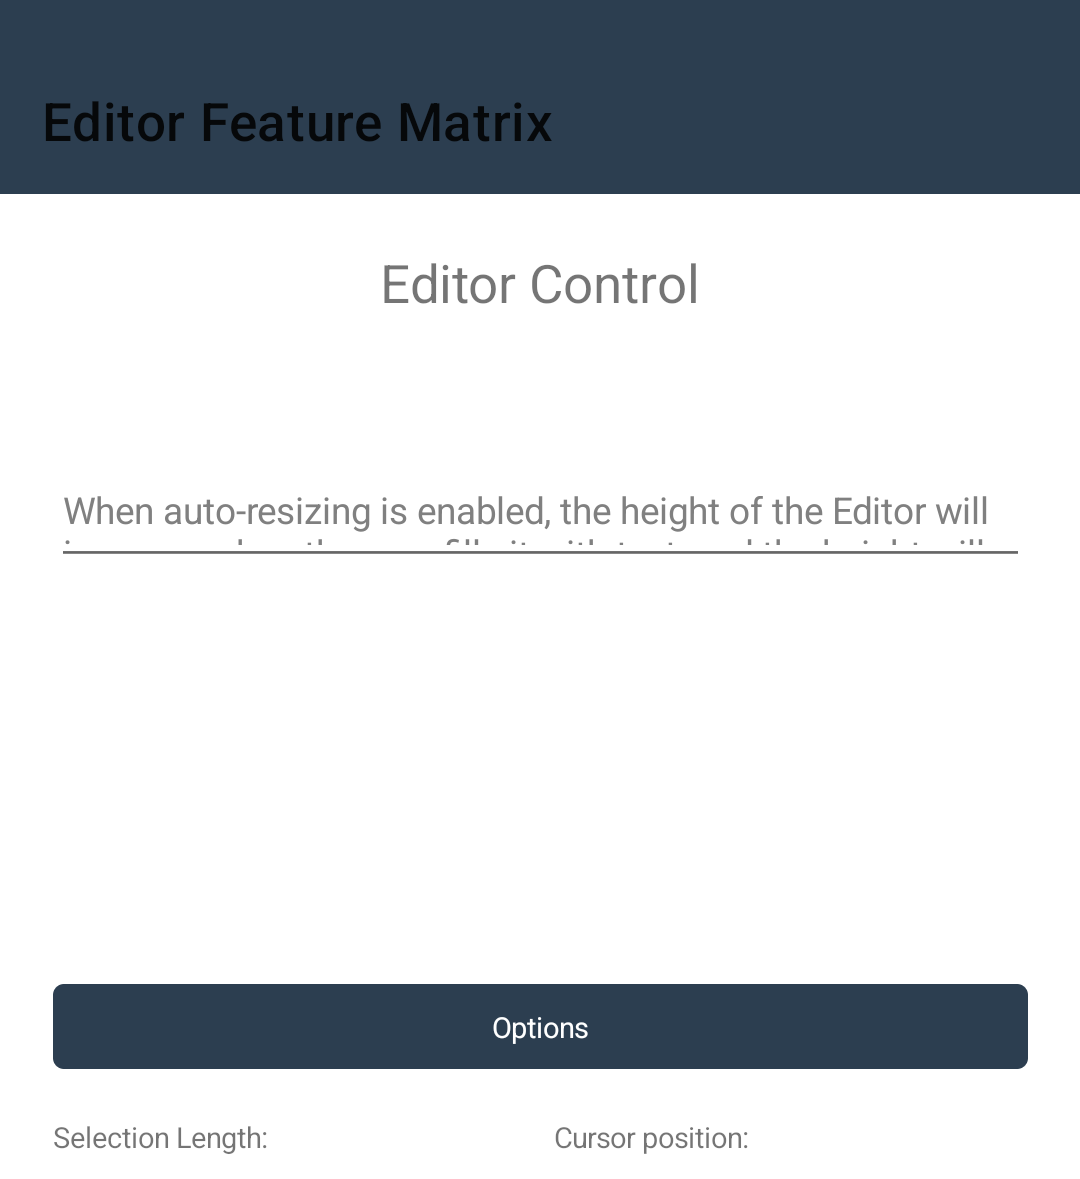 Editor Feature Matrix
Editor Control
When auto-resizing is enabled, the height of the Editor will
Options
Selection Length:
Cursor position: